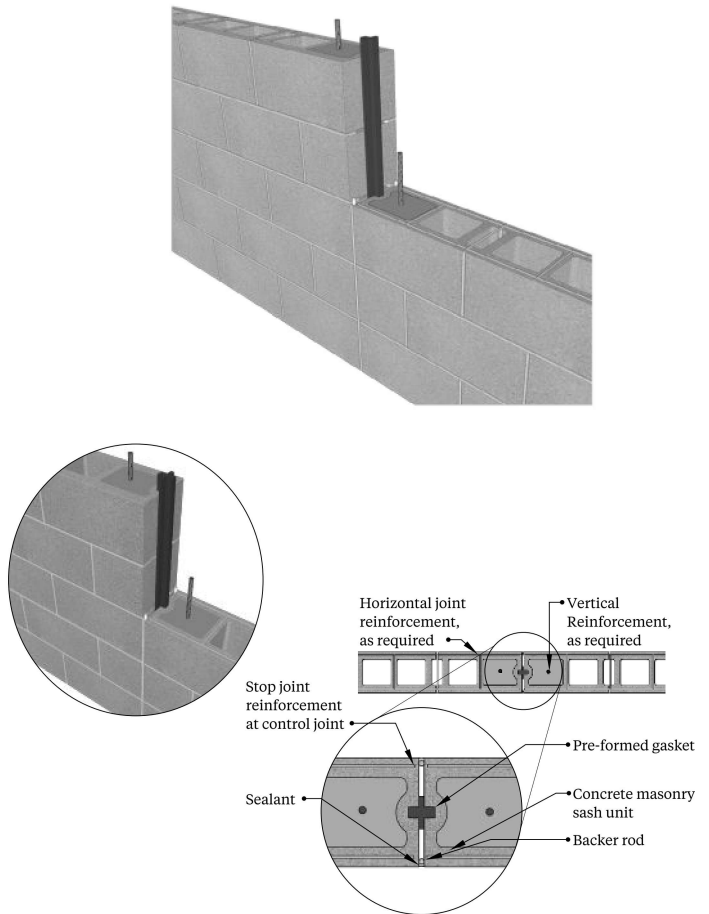 Horizontal joint
reinforcement,
as required
Vertical
Reinforcement,
as required
Stop joint
reinforcement
at control joint
Pre-formed gasket
Sealant
Concrete masonry
sash unit
Backer rod